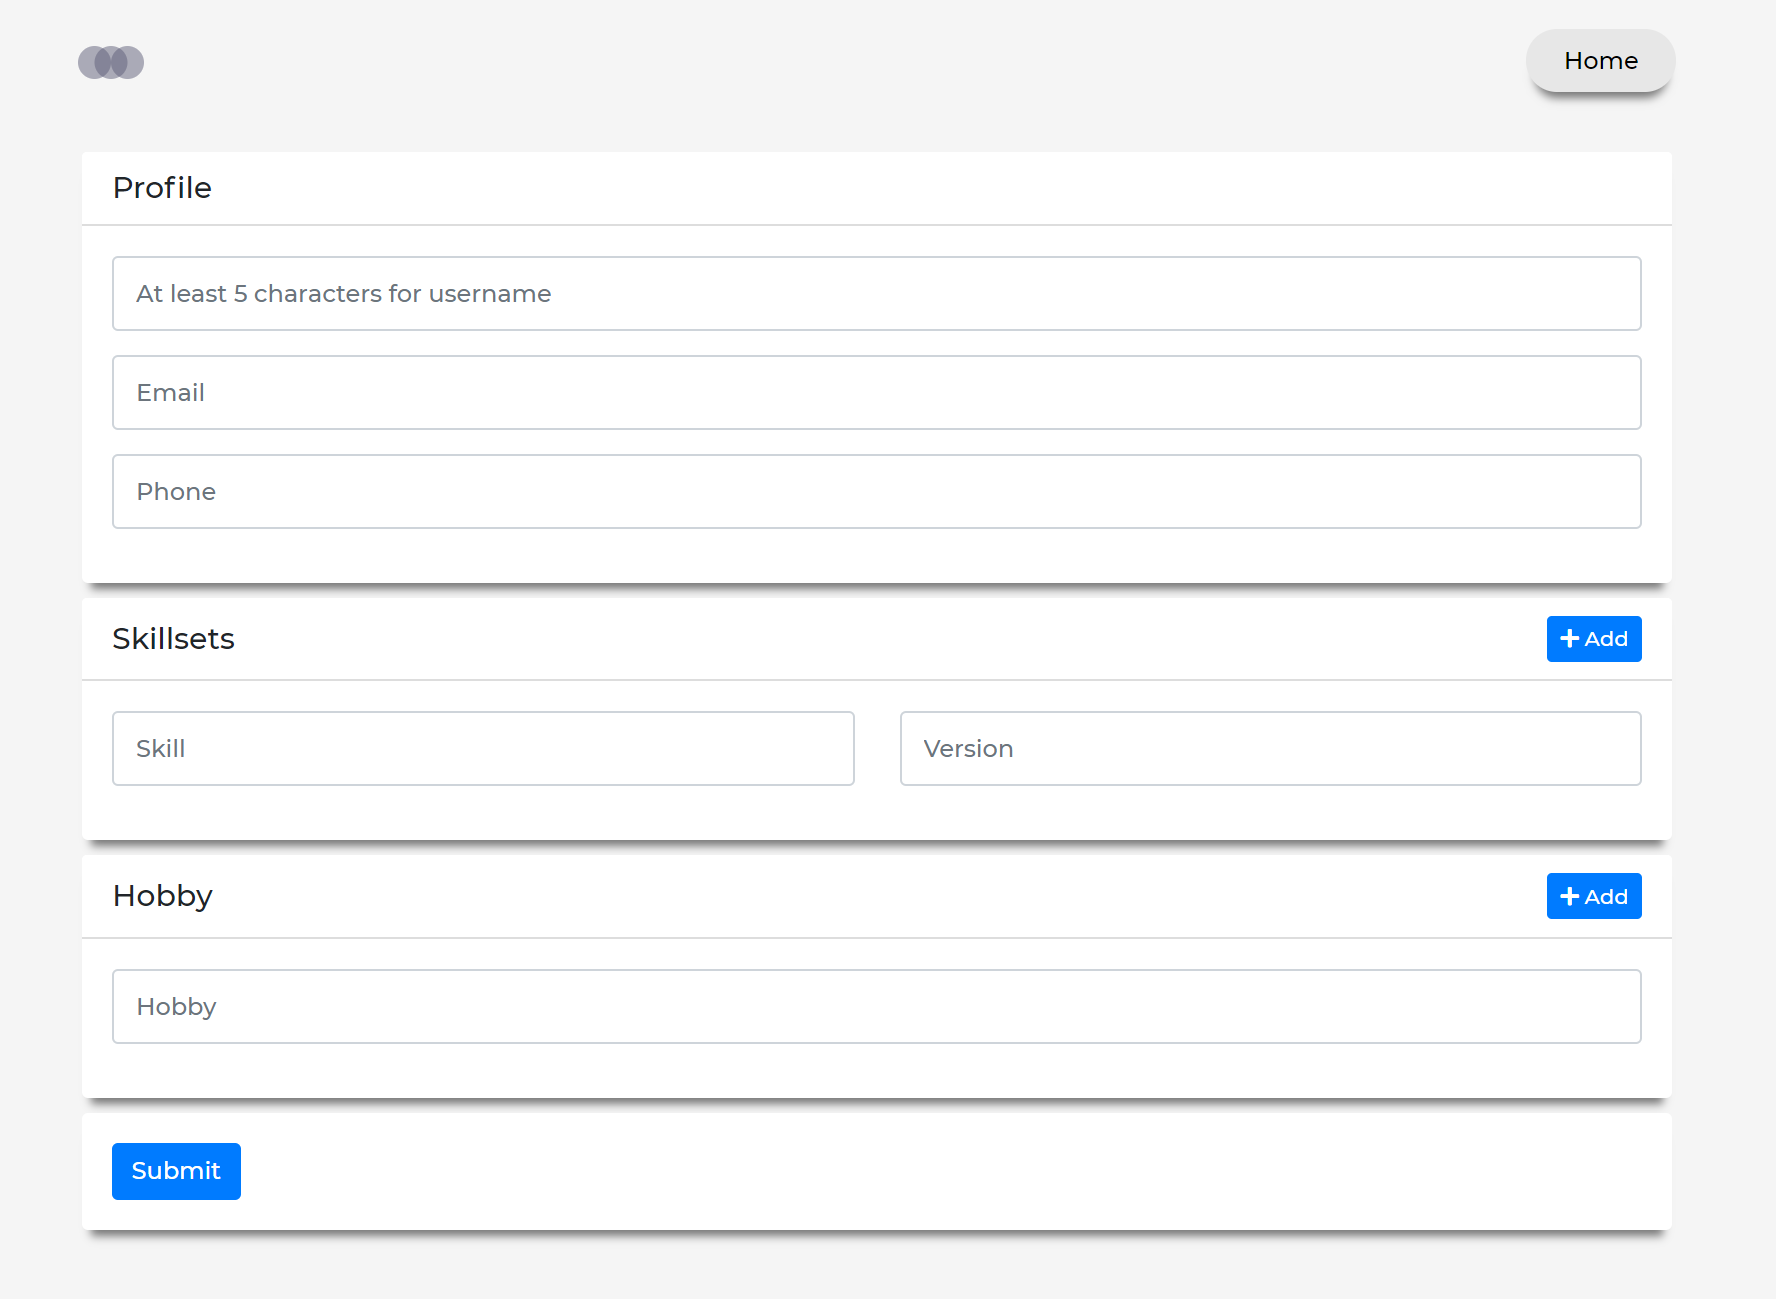 Home
Profile
At least 5 characters for username
Email
Phone
Skillsets
Add
Skill
Version
Hobby
Add
Hobby
Submit